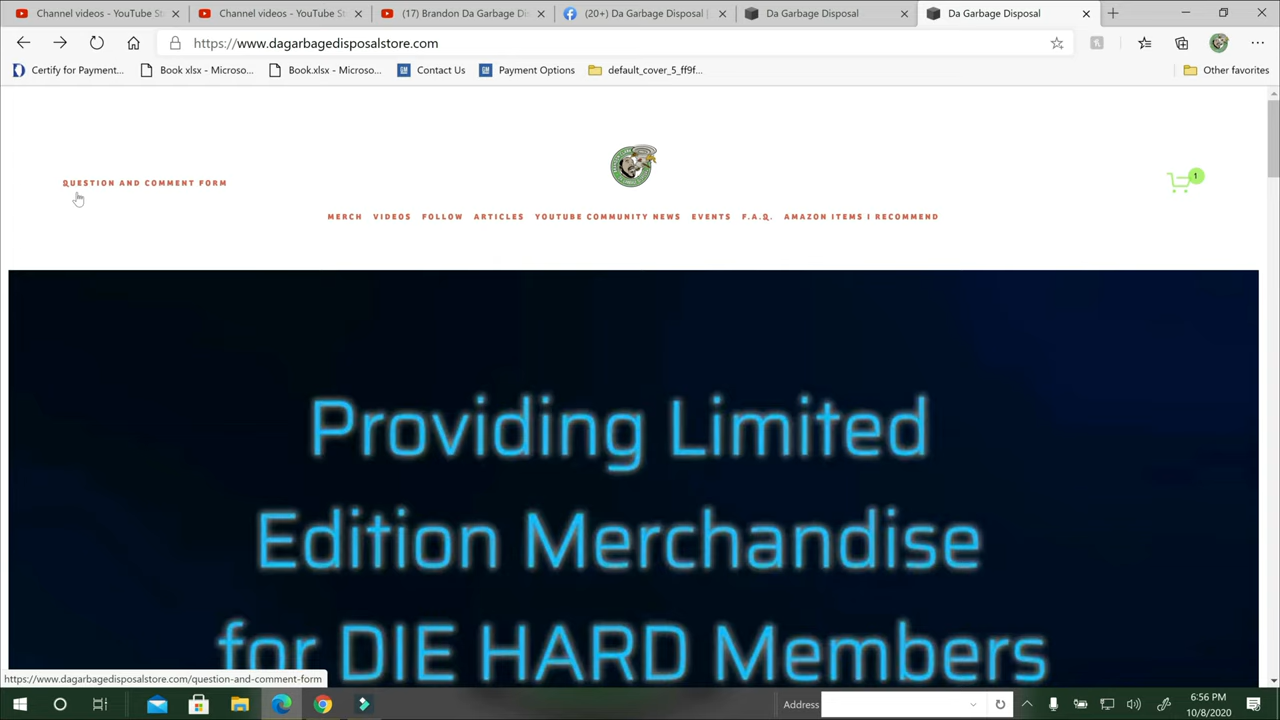 Channel videos - YouTube St
Channel videos - YouTube St
(17) Brandon Da Garbage Di
(20+) Da Garbage Disposal |
Da Garbage Disposal
Da Garbage Disposal
https://www.dagarbagedisposalstore.com
Certify for Payment...
Book xlsx - Microso...
Book.xlsx - Microso...
GM Contact Us
GM Payment Options
default_cover_5_ff9f...
Other favorites
QUESTION AND COMMENT FORM
1
MERCH VIDEOS FOLLOW ARTICLES YOUTUBE COMMUNITY NEWS EVENTS F.A.Q. AMAZON ITEMS I RECOMMEND
Providing Limited
Edition Merchandise
for DIE HARD Members
https://www.dagarbagedisposalstore.com/question-and-comment-form
Address
6:56 PM
10/8/2020